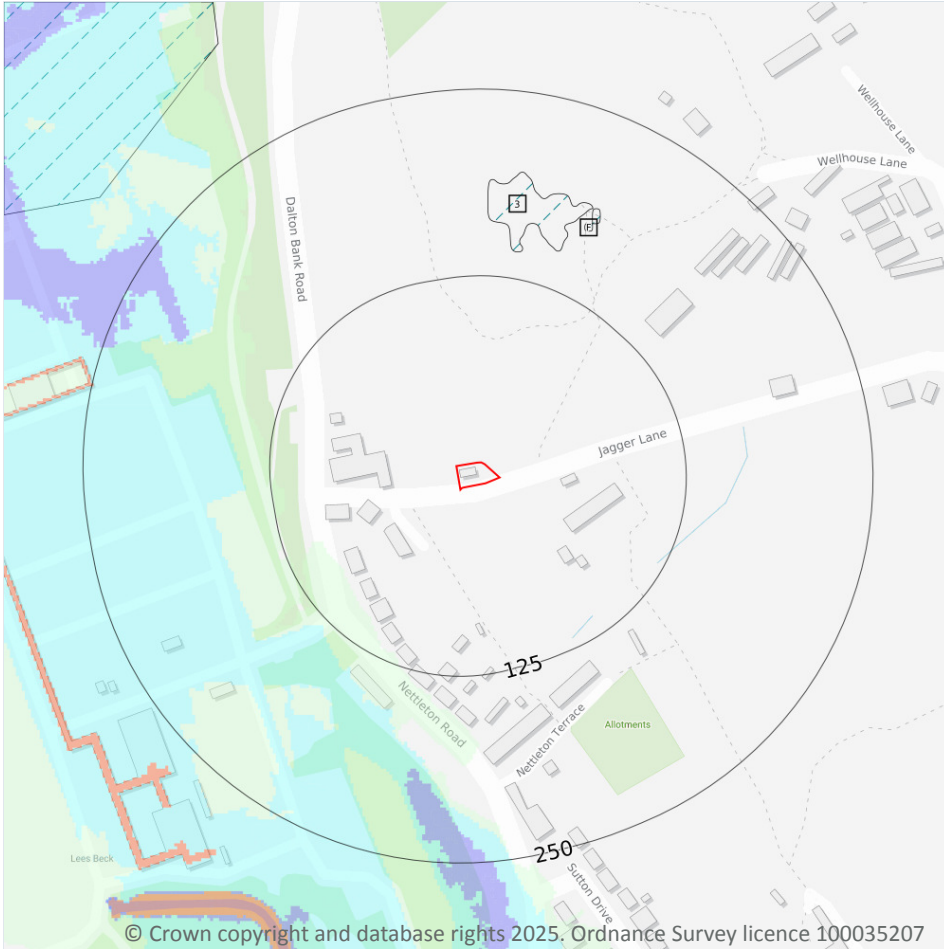 Wellhouse Lane
Wellhouse Lane
Dalton Bank Road
3
(F)
Jagger Lane
125
Nettleton Road
Allotments
Nettleton Terrace
250
Lees Beck
Sutton Drive
© Crown copyright and database rights 2025. Ordnance Survey licence 100035207